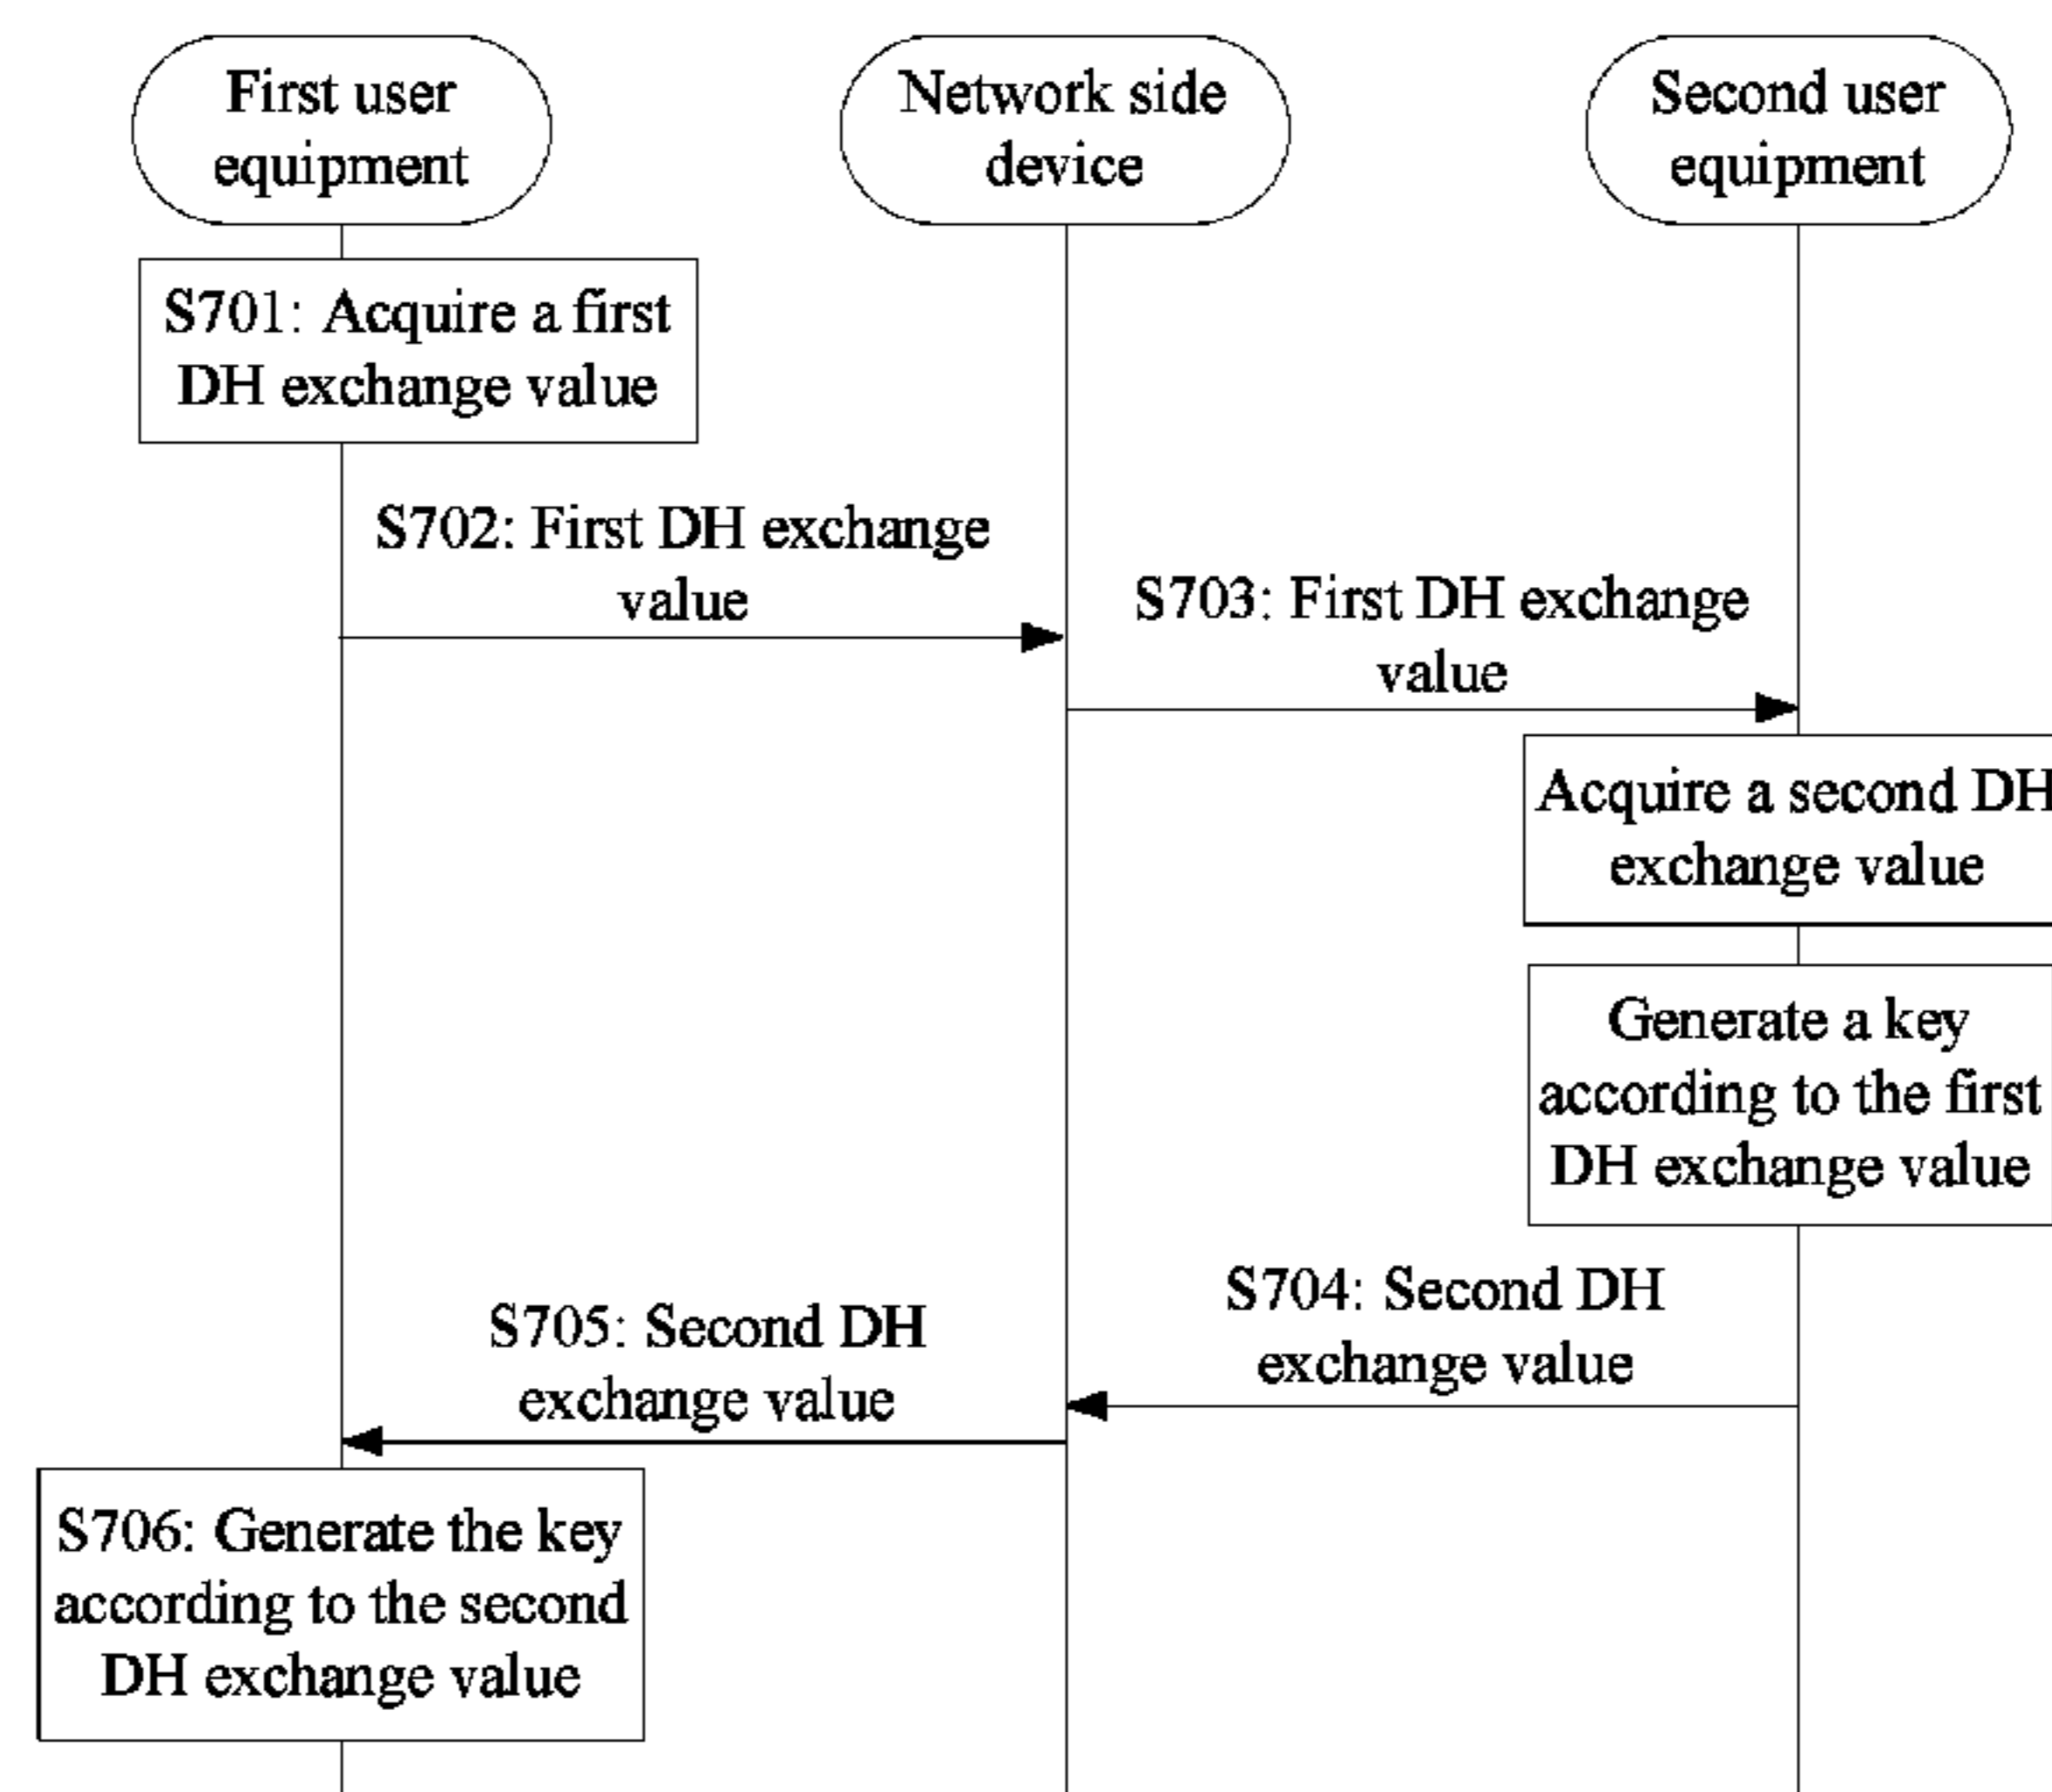 First user
equipment
Network side
device
Second user
equipment
S701: Acquire a first
DH exchange value
S702: First DH exchange
value
S703: First DH exchange
value
Acquire a second DH
exchange value
Generate a key
according to the first
DH exchange value
S704: Second DH
exchange value
S705: Second DH
exchange value
S706: Generate the key
according to the second
DH exchange value